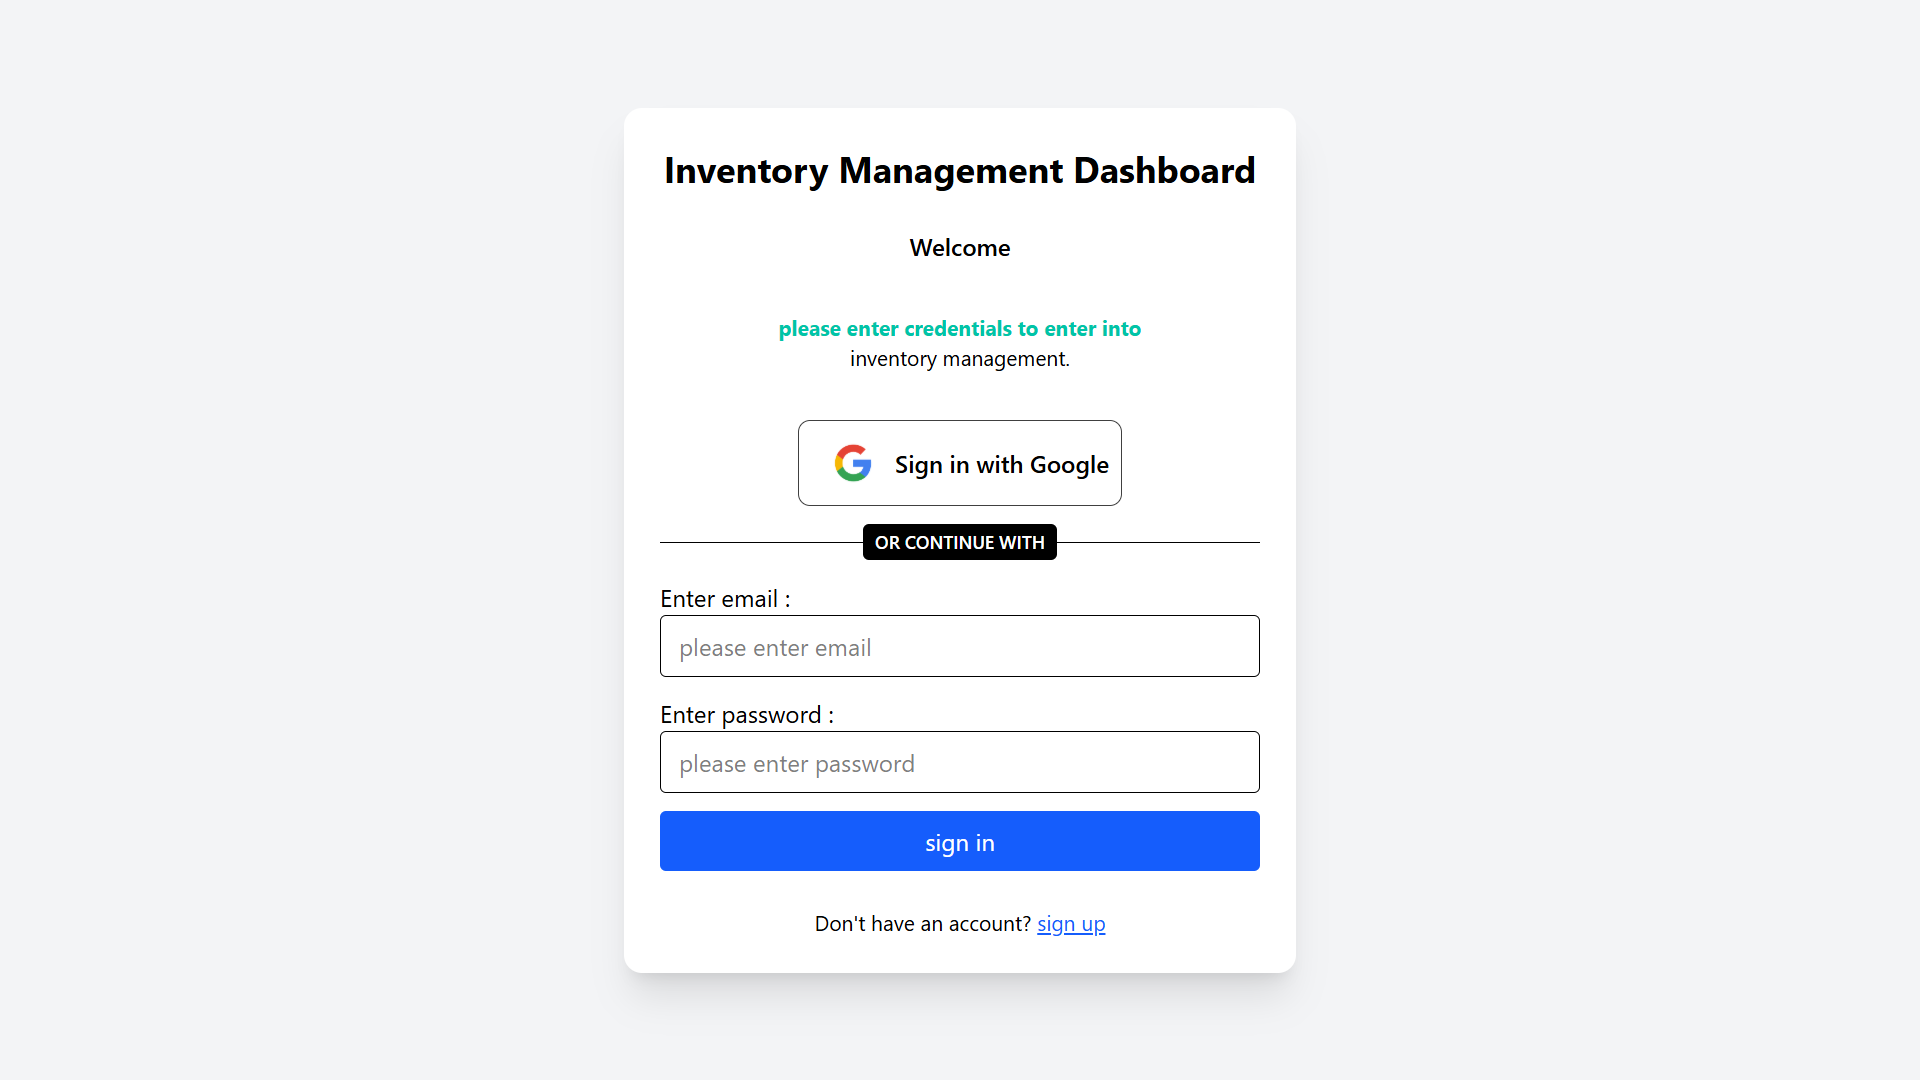 Inventory Management Dashboard
Welcome
please enter credentials to enter into
inventory management.
Sign in with Google
OR CONTINUE WITH
Enter email :
please enter email
Enter password :
please enter password
sign in
Don't have an account? sign up